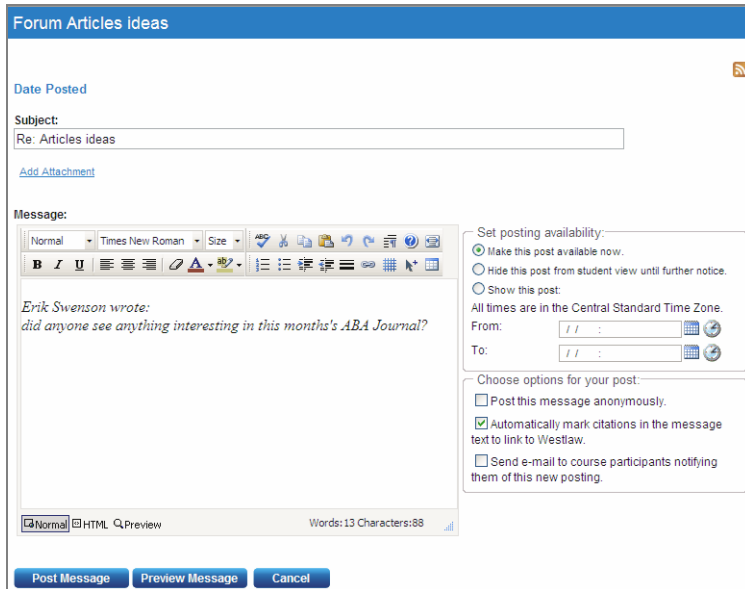 Forum Articles ideas
Date Posted
Subject:
Re: Articles ideas
Add Attachment
Message:
Normal Times New Roman Size ABC
B I U A ab
Erik Swenson wrote:
did anyone see anything interesting in this months's ABA Journal?
Normal HTML Preview Words:13 Characters:88
Set posting availability:
Make this post available now.
Hide this post from student view until further notice.
Show this post:
All times are in the Central Standard Time Zone.
From: / / :
To: / / :
Choose options for your post:
Post this message anonymously.
Automatically mark citations in the message
text to link to Westlaw.
Send e-mail to course participants notifying
them of this new posting.
Post Message Preview Message Cancel